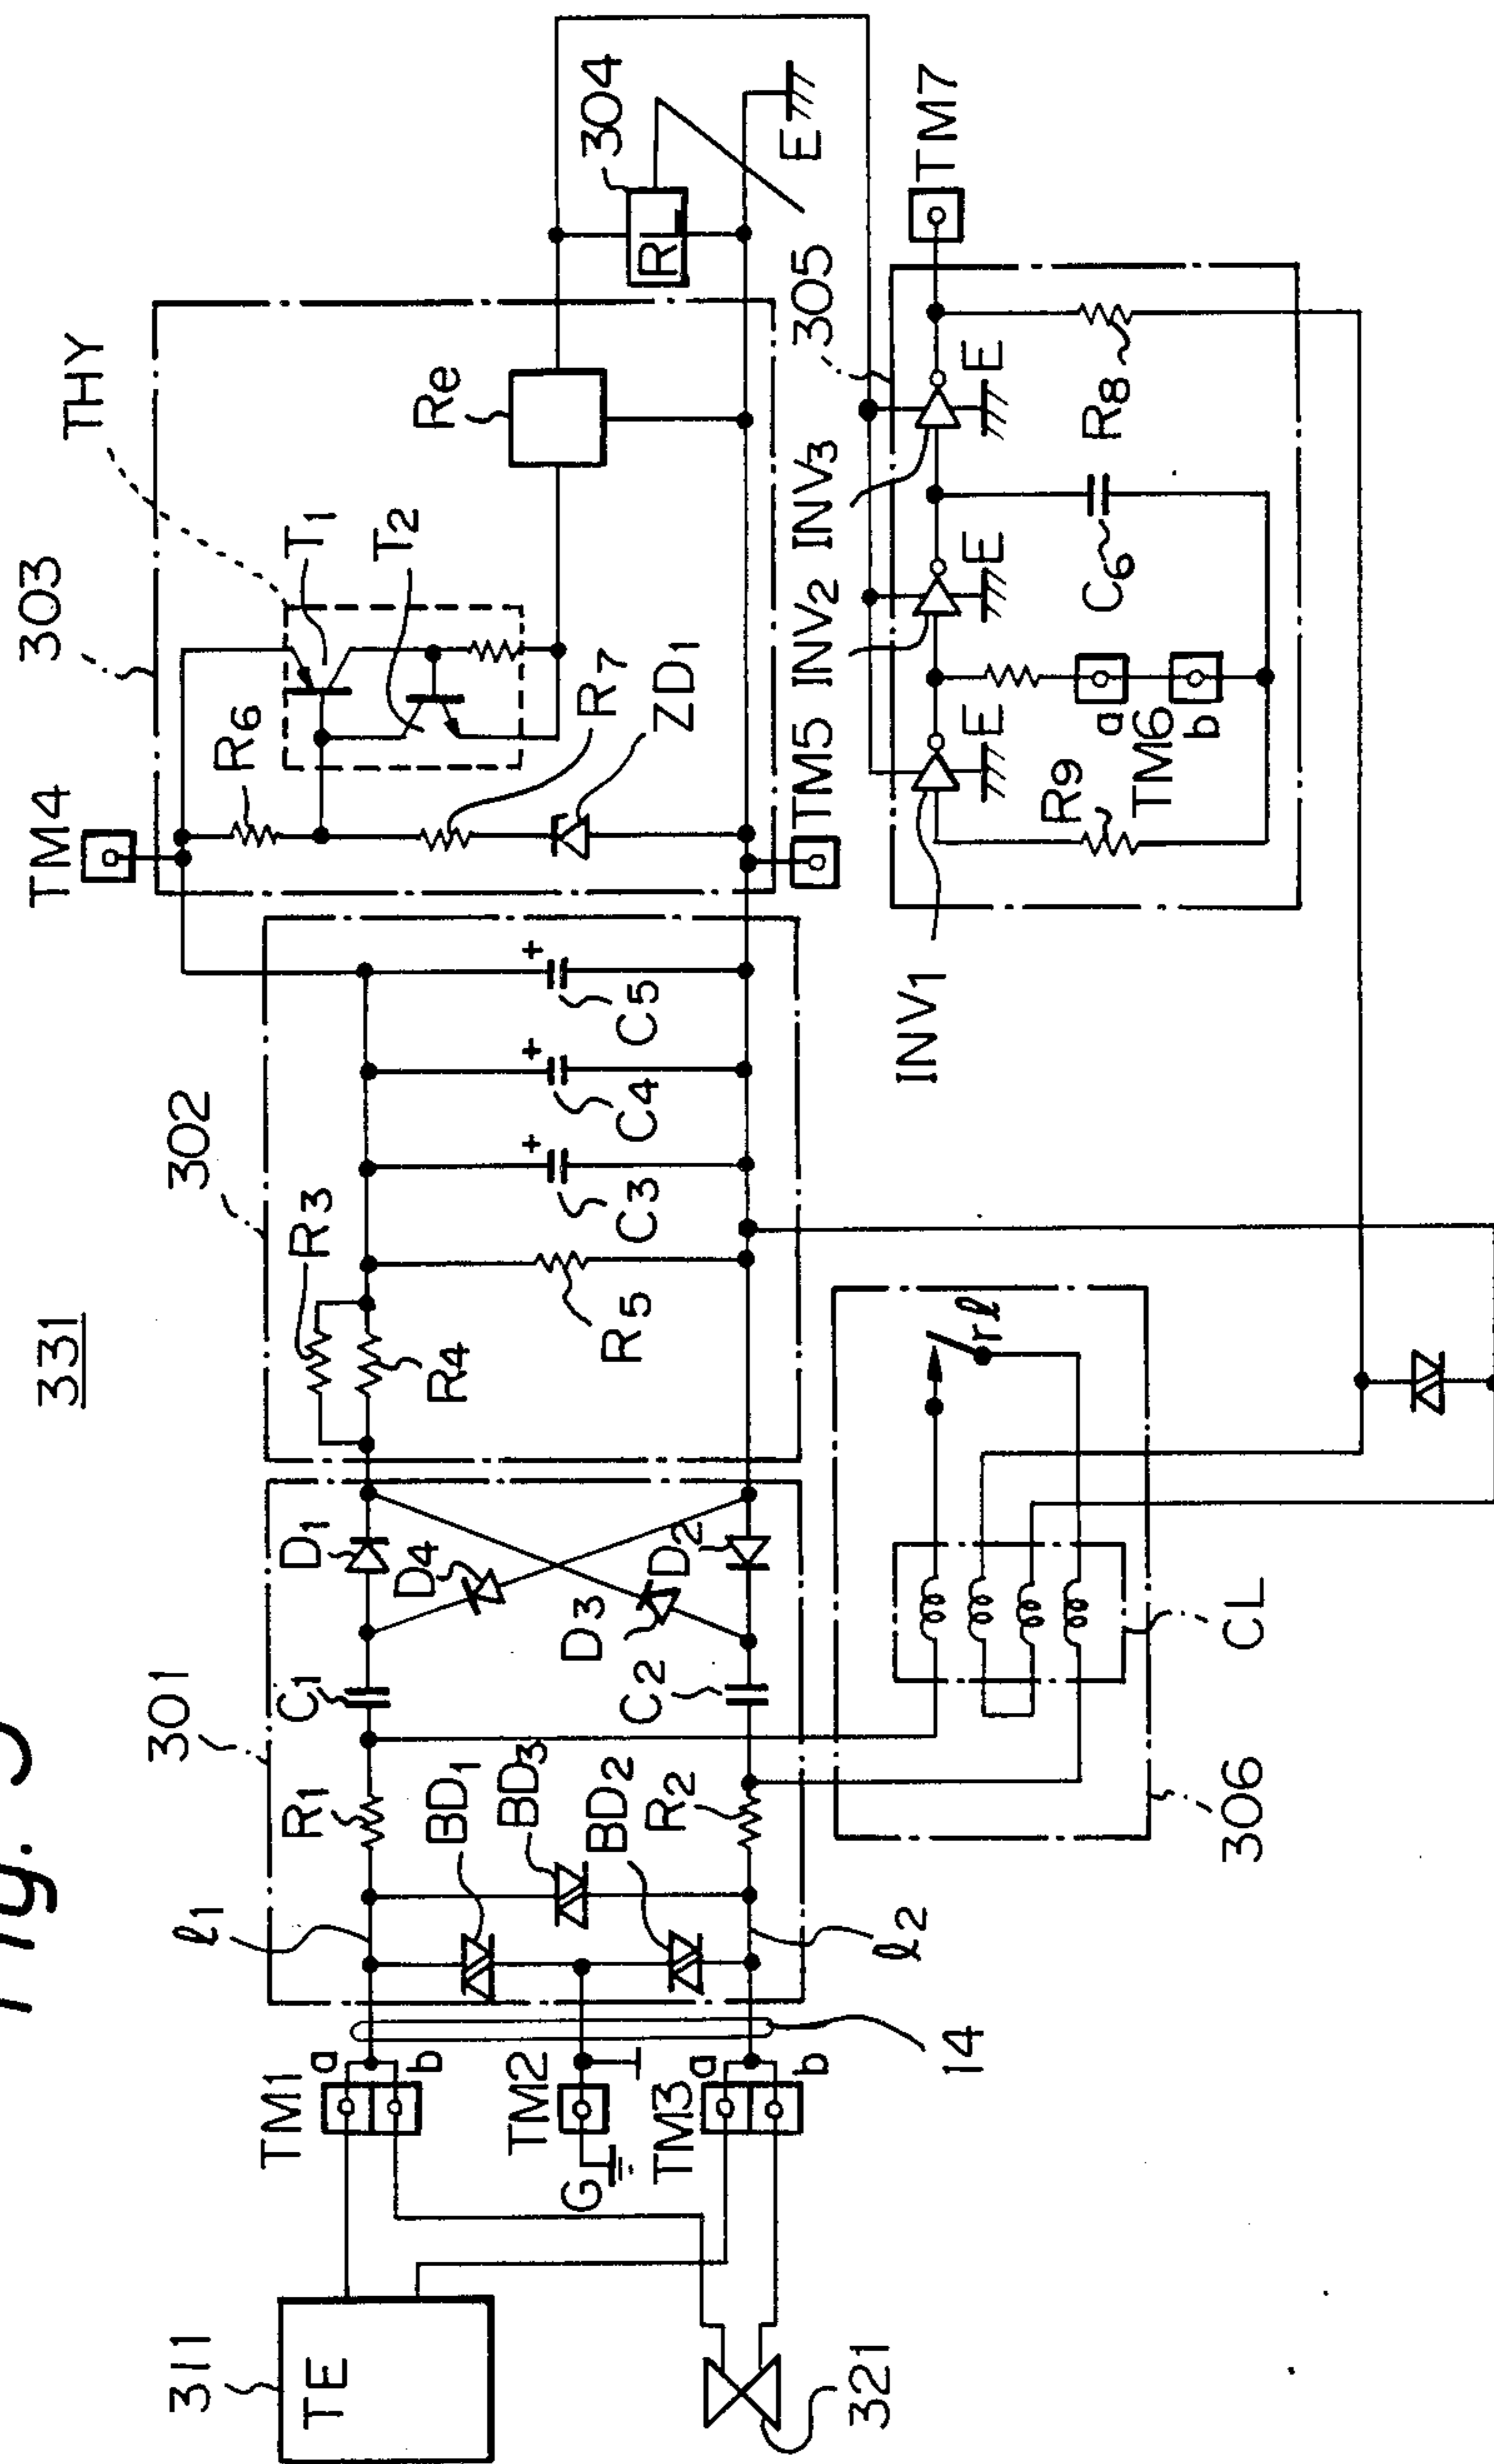 Fig. 3
331
301
302
303
THY
TM4
R6
T1
T2
R7
ZD1
Re
304
R
E
TM5
R3
R4
R5
C3
C4
C5
C1
C2
D1
D4
D3
D2
R1
BD1
BD3
BD2
R2
ℓ1
ℓ2
14
TM1
a
b
TM2
G
TM3
a
b
311
TE
321
306
CL
rℓ
INV1
INV2
INV3
305
TM7
E
E
E
R9
TM6
a
b
C6
R8